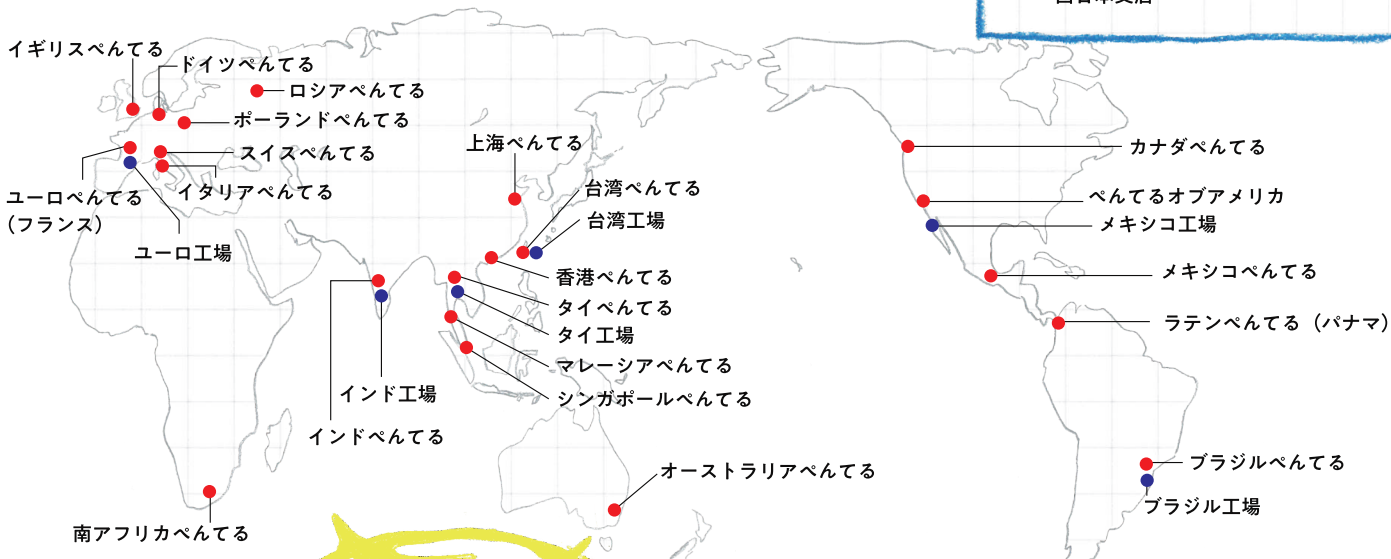 イギリスぺんてる
ドイツぺんてる
ロシアぺんてる
ポーランドぺんてる
スイスぺんてる
イタリアぺんてる
ユーロぺんてる
(フランス)
ユーロ工場
上海ぺんてる
台湾ぺんてる
台湾工場
香港ぺんてる
タイぺんてる
タイ工場
マレーシアぺんてる
シンガポールぺんてる
インド工場
インドぺんてる
オーストラリアぺんてる
南アフリカぺんてる
カナダぺんてる
ぺんてるオブアメリカ
メキシコ工場
メキシコぺんてる
ラテンぺんてる (パナマ)
ブラジルぺんてる
ブラジル工場